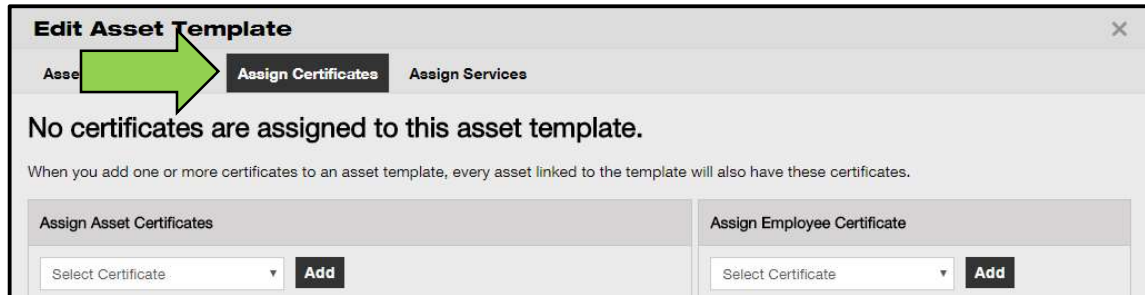 Edit Asset Template
Assign Certificates Assign Services
No certificates are assigned to this asset template.
When you add one or more certificates to an asset template, every asset linked to the template will also have these certificates.
Assign Asset Certificates
Assign Employee Certificate
Select Certificate Add
Select Certificate Add